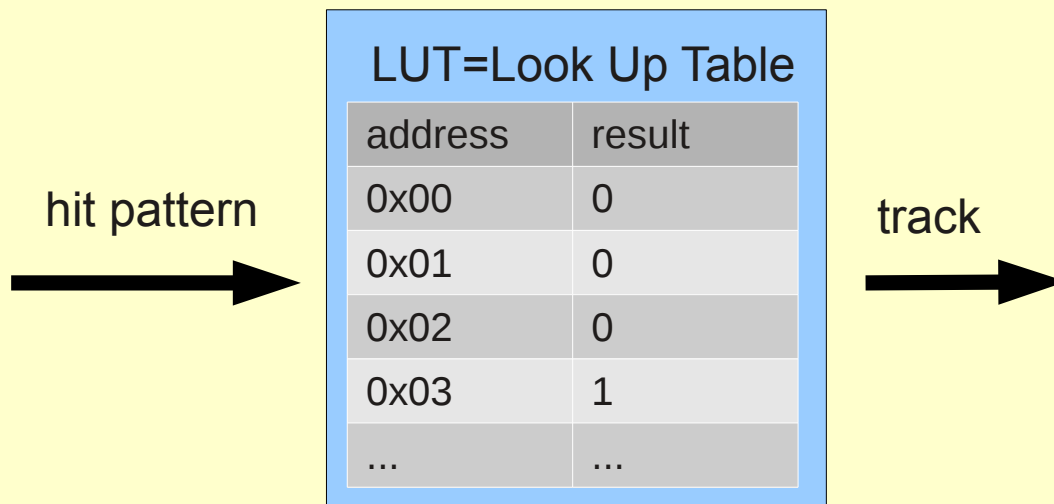 LUT=Look Up Table
address result
hit pattern
0x00 0
track
0x01 0
0x02 0
0x03 1
... ...